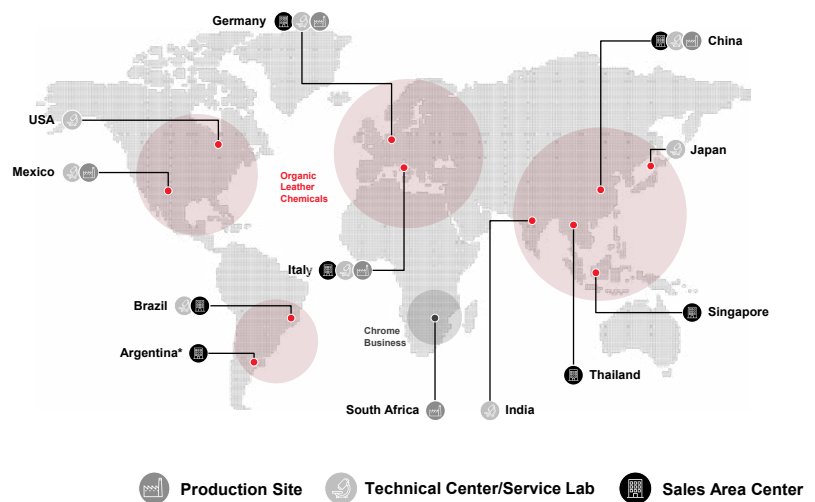 Germany
China
USA
Japan
Mexico
Organic
Leather
Chemicals
Italy
Brazil
Singapore
Chrome
Business
Argentina*
Thailand
South Africa
India
Production Site
Technical Center/Service Lab
Sales Area Center